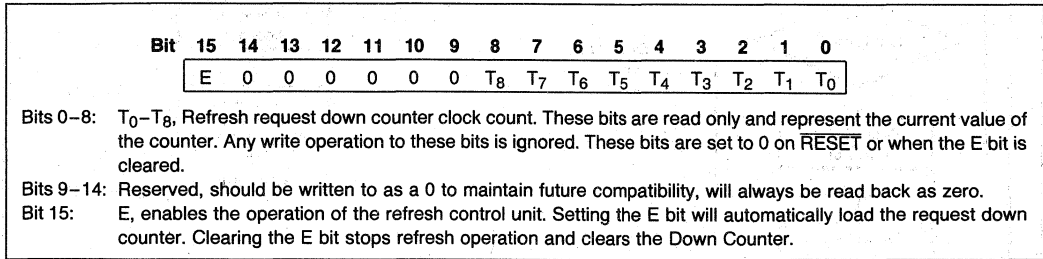 Bit 15 14 13 12 11 10 9 8 7 6 5 4 3 2 1 0
E 0 0 0 0 0 0 T8 T7 T6 T5 T4 T3 T2 T1 T0
Bits 0–8: T0–T8, Refresh request down counter clock count. These bits are read only and represent the current value of
the counter. Any write operation to these bits is ignored. These bits are set to 0 on RESET or when the E bit is
cleared.
Bits 9–14: Reserved, should be written to as a 0 to maintain future compatibility, will always be read back as zero.
Bit 15: E, enables the operation of the refresh control unit. Setting the E bit will automatically load the request down
counter. Clearing the E bit stops refresh operation and clears the Down Counter.